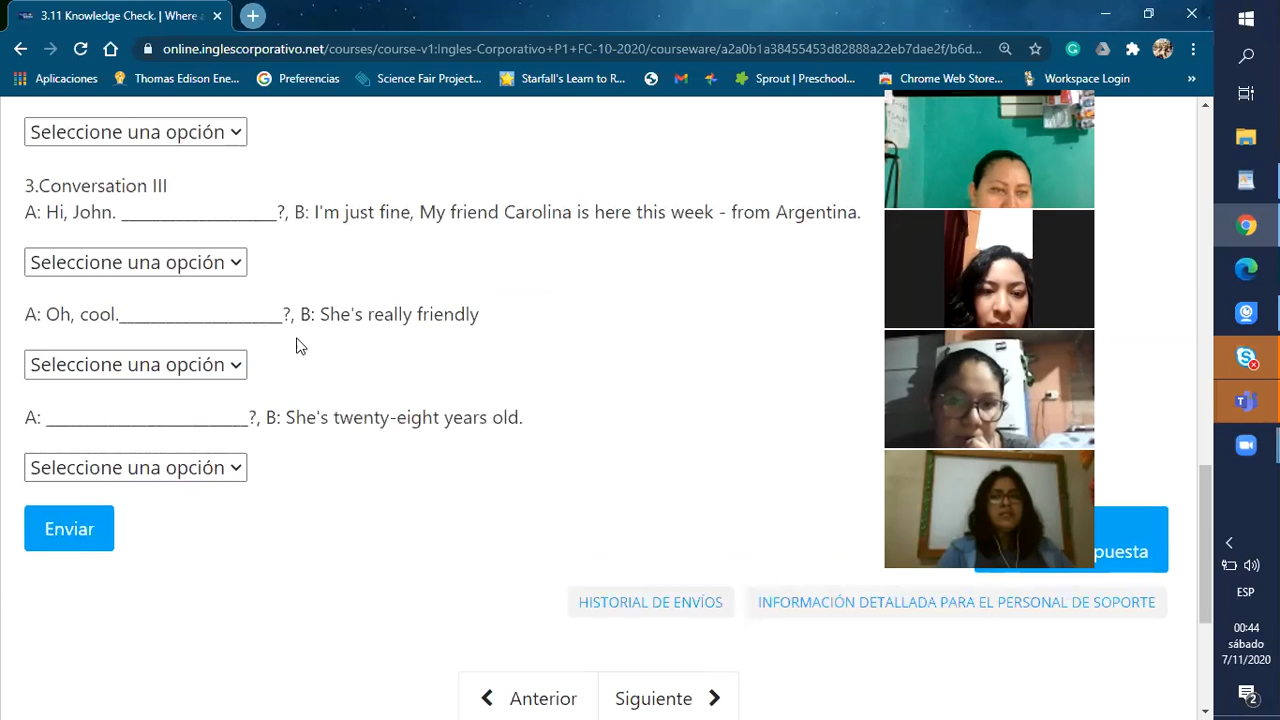 3.11 Knowledge Check. | Where
online.inglescorporativo.net/courses/course-v1:Ingles-Corporativo+P1+FC-10-2020/courseware/a2a0b1a38455453d82888a22eb7dae2f/b6d...
Aplicaciones Thomas Edison Ene... Preferencias Science Fair Project... Starfall's Learn to R... Sprout | Preschool... Chrome Web Store... Workspace Login »
Seleccione una opción
3.Conversation III
A: Hi, John. __________________?, B: I'm just fine, My friend Carolina is here this week - from Argentina.
Seleccione una opción
A: Oh, cool.___________________?, B: She's really friendly
Seleccione una opción
A: _______________________?, B: She's twenty-eight years old.
Seleccione una opción
Enviar
puesta
HISTORIAL DE ENVÍOS INFORMACIÓN DETALLADA PARA EL PERSONAL DE SOPORTE
Anterior Siguiente
ESP
00:44
sábado
7/11/2020
2